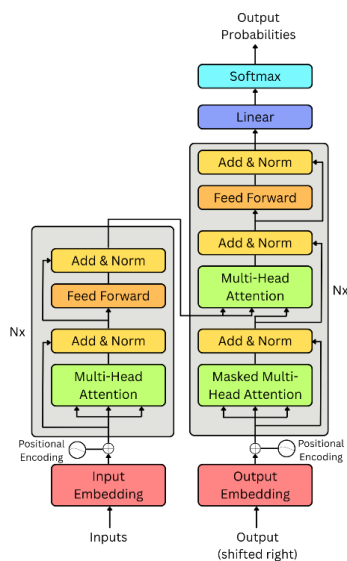 Output
Probabilities
Softmax
Linear
Add & Norm
Feed Forward
Add & Norm
Multi-Head
Attention
Nx
Add & Norm
Masked Multi-
Head Attention
Positional
Encoding
Output
Embedding
Output
(shifted right)
Add & Norm
Feed Forward
Nx
Add & Norm
Multi-Head
Attention
Positional
Encoding
Input
Embedding
Inputs